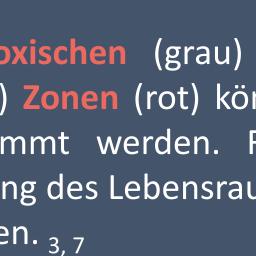 oxischen (grau)
) Zonen (rot) kön
mmt werden. F
ng des Lebensrau
en. 3, 7